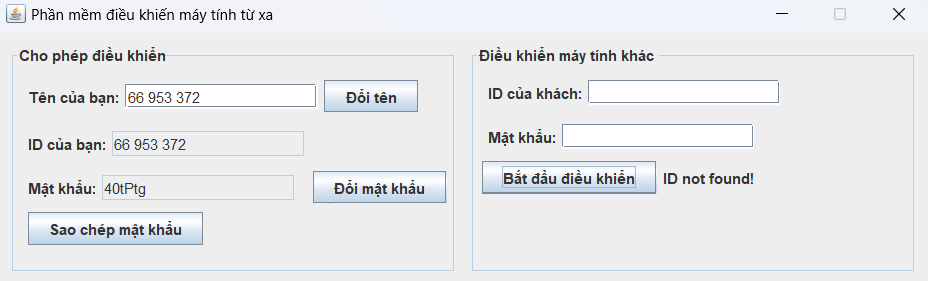 Phần mềm điều khiển máy tính từ xa
Cho phép điều khiển
Tên của bạn: 66 953 372 Đổi tên
ID của bạn: 66 953 372
Mật khẩu: 40tPtg Đổi mật khẩu
Sao chép mật khẩu
Điều khiển máy tính khác
ID của khách:
Mật khẩu:
Bắt đầu điều khiển ID not found!